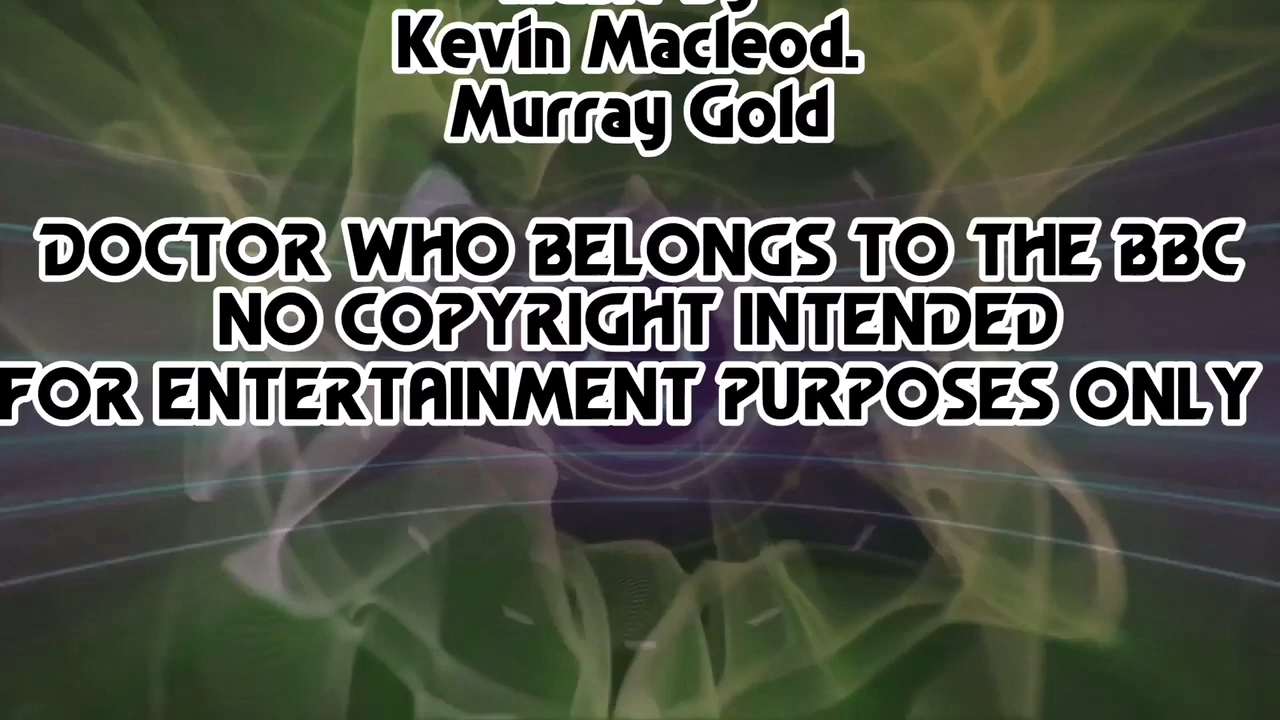 Kevin Macleod.
Murray Gold
DOCTOR WHO BELONGS TO THE BBC
NO COPYRIGHT INTENDED
FOR ENTERTAINMENT PURPOSES ONLY